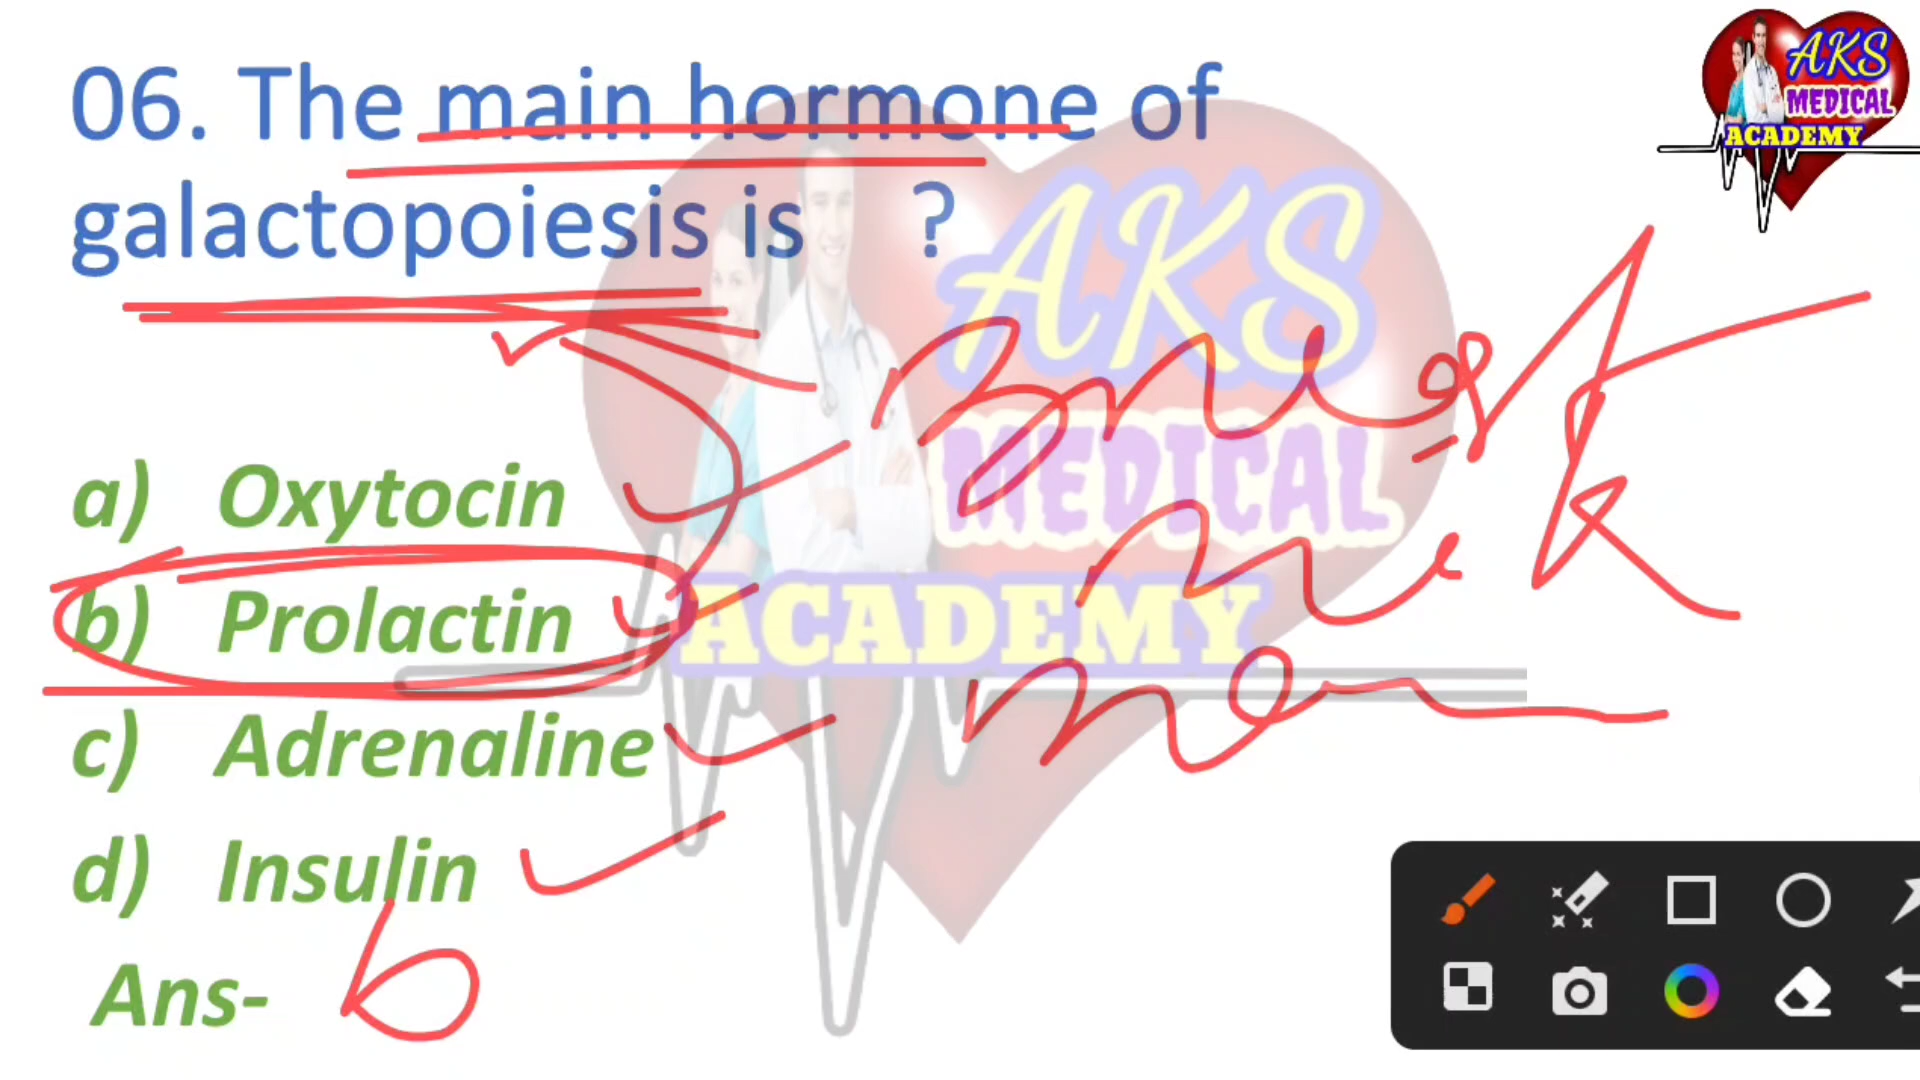 06. The main hormone of
galactopoiesis is ?
a) Oxytocin
b) Prolactin
c) Adrenaline
d) Insulin
Ans- b
AKS
MEDICAL
ACADEMY
AKS
MEDICAL
ACADEMY